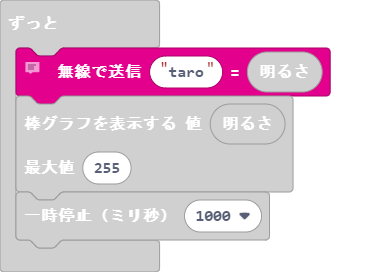 ずっと
無線で送信 "taro" = 明るさ
棒グラフを表示する 値 明るさ
最大値 255
一時停止（ミリ秒） 1000